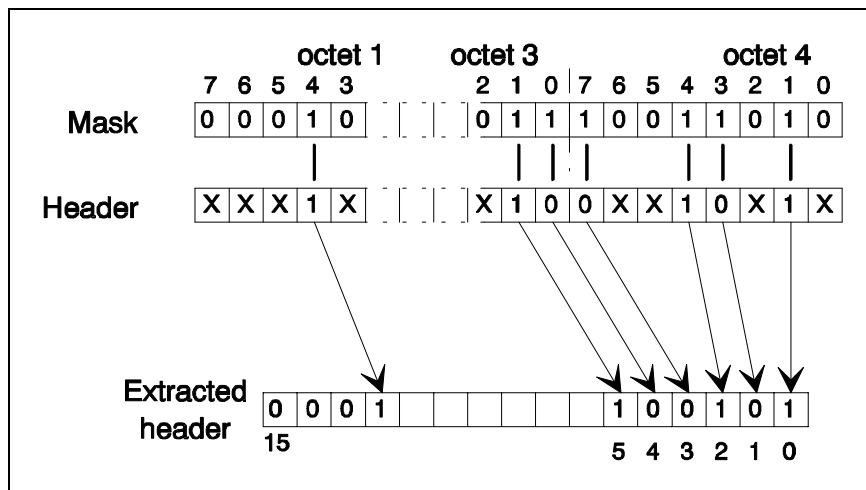 octet 1 octet 3 octet 4
7 6 5 4 3 2 1 0 7 6 5 4 3 2 1 0
Mask 0 0 0 1 0 0 1 1 1 0 0 1 1 0 1 0
Header X X X 1 X X 1 0 0 X X 1 0 X 1 X
Extracted
header 0 0 0 1 1 0 0 1 0 1
15 5 4 3 2 1 0